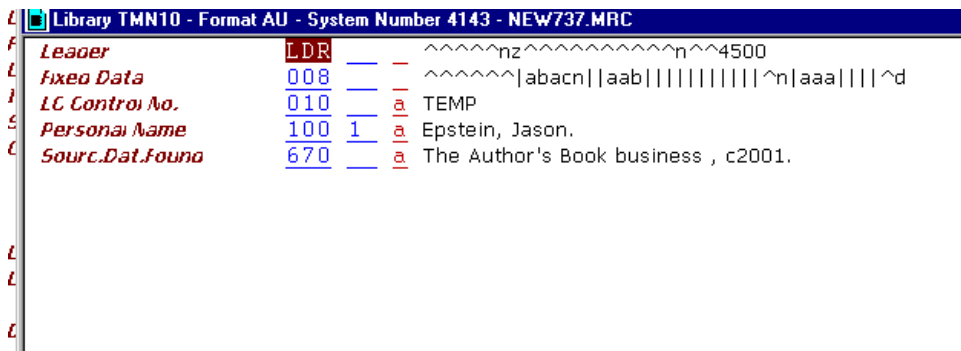 Library TMN10 - Format AU - System Number 4143 - NEW737.MRC
Leader LDR ^^^^^nz^^^^^^^^^^n^^4500
Fixed Data 008 ^^^^^^|abacn||aab||||||||||||^n|aaa||||^d
LC Control No. 010 a TEMP
Personal Name 100 1 a Epstein, Jason.
Sourc.Dat.Found 670 a The Author's Book business , c2001.